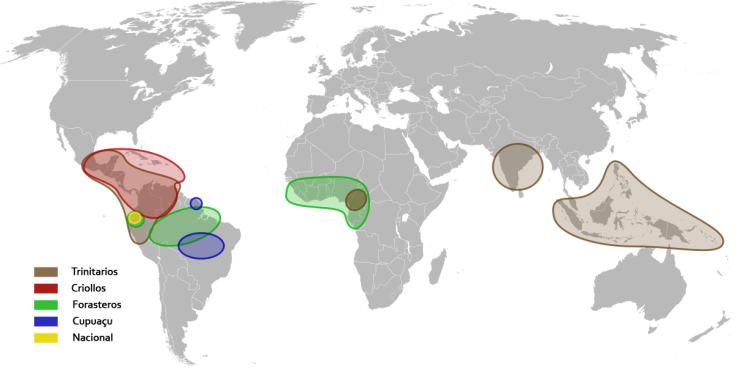 Trinitarios
Criollos
Forasteros
Cupuaçu
Nacional